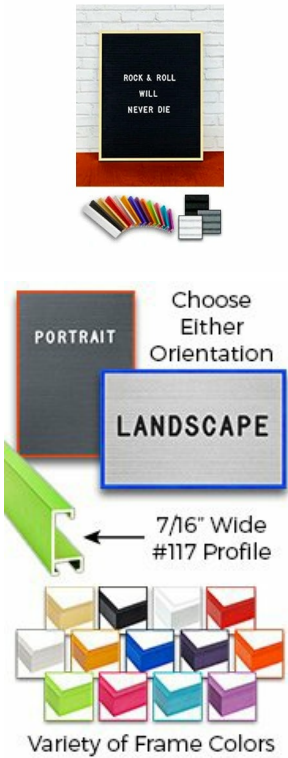 ROCK & ROLL
WILL
NEVER DIE
Choose
Either
Orientation
PORTRAIT
LANDSCAPE
7/16" Wide
#117 Profile
Variety of Frame Colors